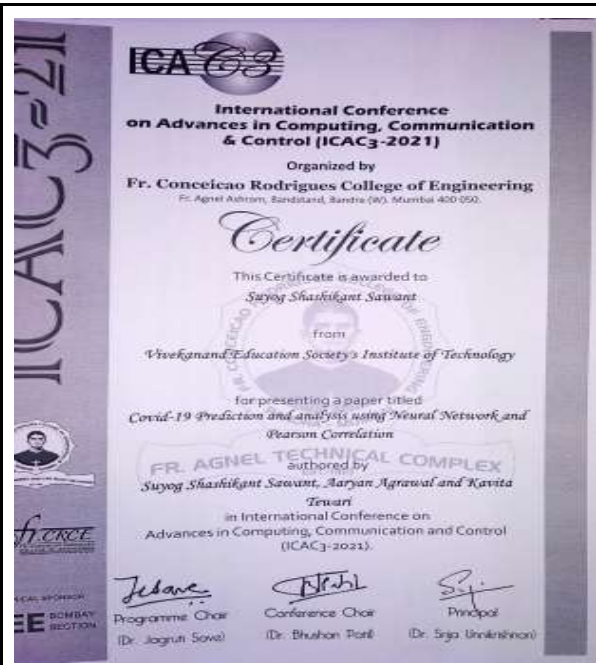 ICAC3-21
ICAC3
International Conference
on Advances in Computing, Communication
& Control (ICAC3-2021)
Organized by
Fr. Conceicao Rodrigues College of Engineering
Fr. Agnel Ashram, Bandstand, Bandra (W). Mumbai 400 050.
Certificate
This Certificate is awarded to
Suyog Shashikant Sawant
from
Vivekanand Education Society's Institute of Technology
for presenting a paper titled
Covid-19 Prediction and analysis using Neural Network and
Pearson Correlation
FR. AGNEL TECHNICAL COMPLEX
authored by
Suyog Shashikant Sawant, Aaryan Agrawal and Kavita
Tewari
in International Conference on
Advances in Computing, Communication and Control
(ICAC3-2021).
Programme Chair
(Dr. Jagruti Save)
Conference Chair
(Dr. Bhushan Patil)
Principal
(Dr. Srija Unnikrishnan)
fr. CRCE
ICAL SPONSOR
EE BOMBAY
SECTION